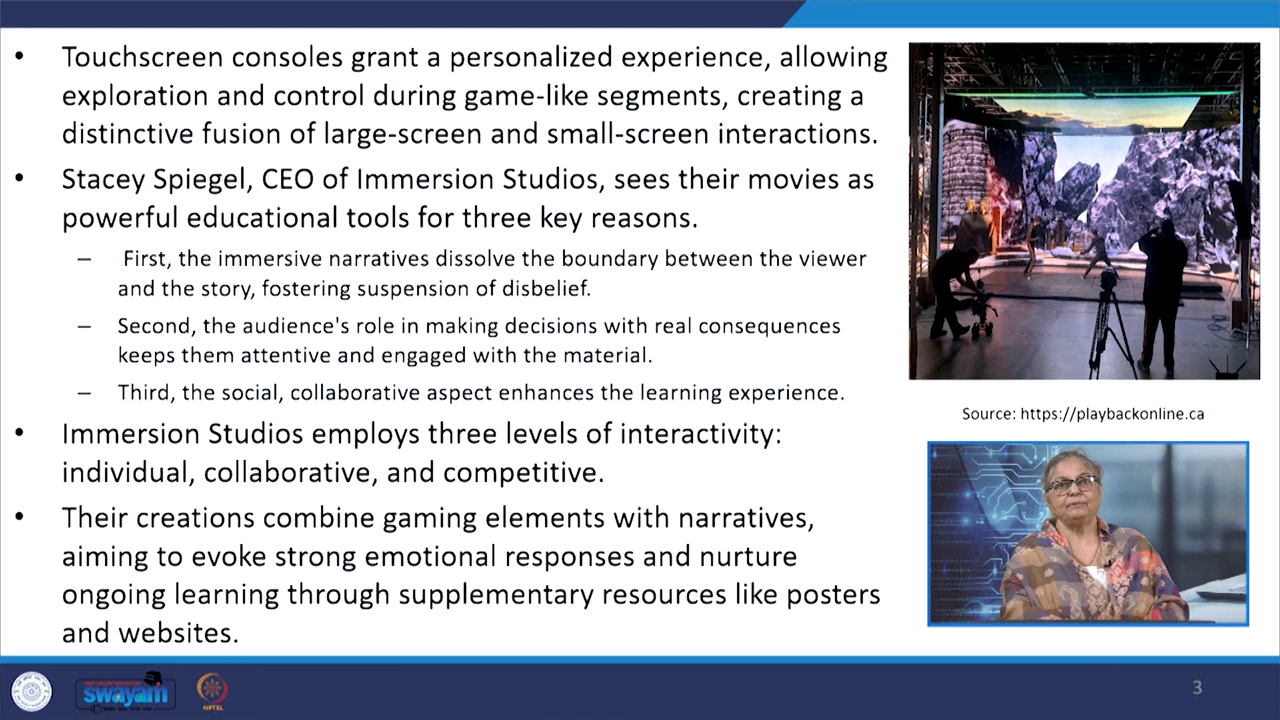 • Touchscreen consoles grant a personalized experience, allowing
exploration and control during game-like segments, creating a
distinctive fusion of large-screen and small-screen interactions.
• Stacey Spiegel, CEO of Immersion Studios, sees their movies as
powerful educational tools for three key reasons.
– First, the immersive narratives dissolve the boundary between the viewer
and the story, fostering suspension of disbelief.
– Second, the audience's role in making decisions with real consequences
keeps them attentive and engaged with the material.
– Third, the social, collaborative aspect enhances the learning experience.
• Immersion Studios employs three levels of interactivity:
individual, collaborative, and competitive.
• Their creations combine gaming elements with narratives,
aiming to evoke strong emotional responses and nurture
ongoing learning through supplementary resources like posters
and websites.
Source: https://playbackonline.ca
swayam
NPTEL
3